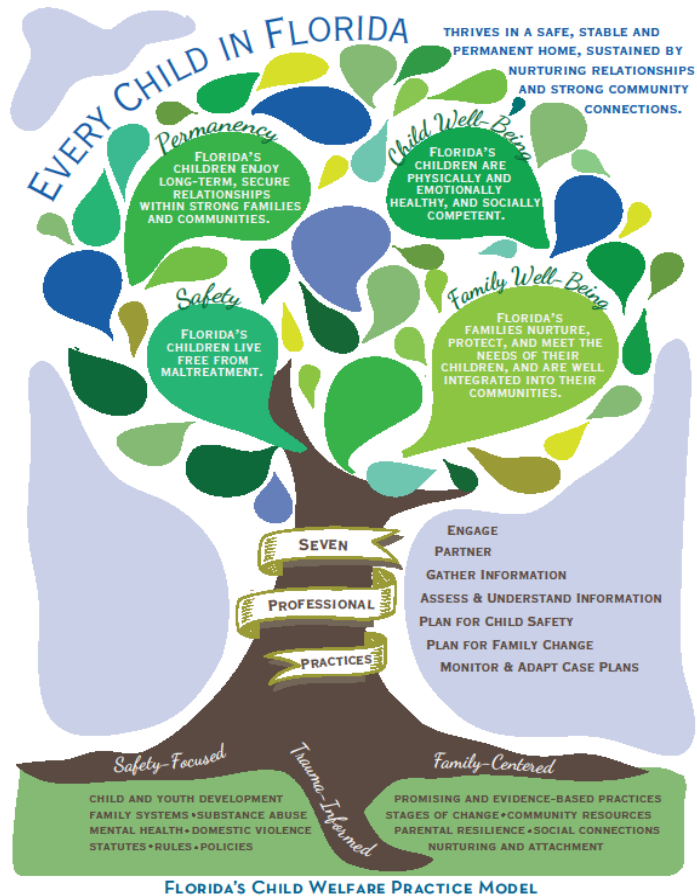 EVERY CHILD IN FLORIDA
THRIVES IN A SAFE, STABLE AND
PERMANENT HOME, SUSTAINED BY
NURTURING RELATIONSHIPS
AND STRONG COMMUNITY
CONNECTIONS.
Permanency
FLORIDA'S
CHILDREN ENJOY
LONG-TERM, SECURE
RELATIONSHIPS
WITHIN STRONG FAMILIES
AND COMMUNITIES.
Child Well-Being
FLORIDA'S
CHILDREN ARE
PHYSICALLY AND
EMOTIONALLY
HEALTHY, AND SOCIALLY
COMPETENT.
Safety
FLORIDA'S
CHILDREN LIVE
FREE FROM
MALTREATMENT.
Family Well-Being
FLORIDA'S
FAMILIES NURTURE,
PROTECT, AND MEET THE
NEEDS OF THEIR
CHILDREN, AND ARE WELL
INTEGRATED INTO THEIR
COMMUNITIES.
SEVEN
PROFESSIONAL
PRACTICES
ENGAGE
PARTNER
GATHER INFORMATION
ASSESS & UNDERSTAND INFORMATION
PLAN FOR CHILD SAFETY
PLAN FOR FAMILY CHANGE
MONITOR & ADAPT CASE PLANS
Safety-Focused
Trauma-Informed
Family-Centered
CHILD AND YOUTH DEVELOPMENT
FAMILY SYSTEMS•SUBSTANCE ABUSE
MENTAL HEALTH•DOMESTIC VIOLENCE
STATUTES•RULES•POLICIES
PROMISING AND EVIDENCE-BASED PRACTICES
STAGES OF CHANGE•COMMUNITY RESOURCES
PARENTAL RESILIENCE•SOCIAL CONNECTIONS
NURTURING AND ATTACHMENT
FLORIDA'S CHILD WELFARE PRACTICE MODEL